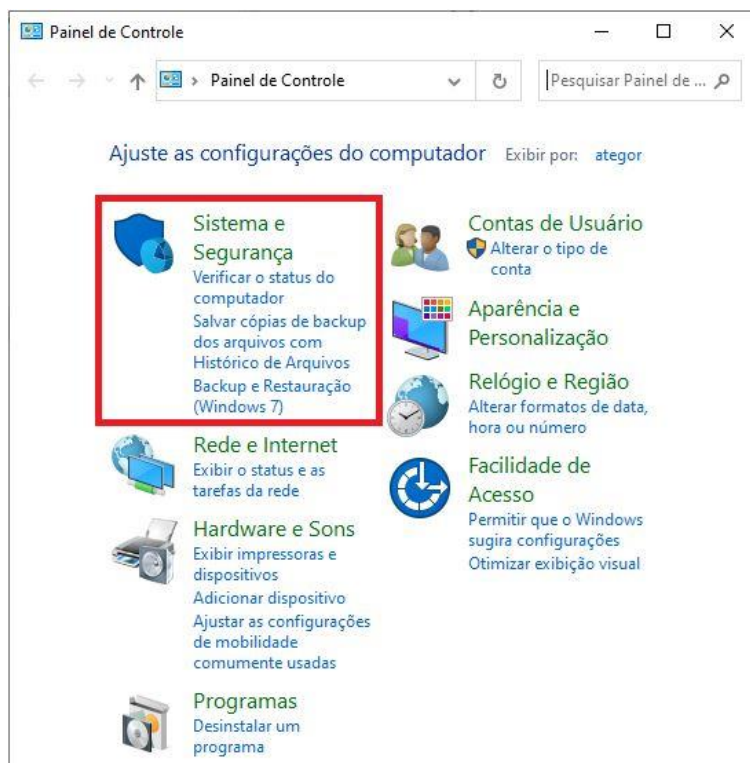 Painel de Controle
Painel de Controle
Pesquisar Painel de ...
Ajuste as configurações do computador
Exibir por:
ategor
Sistema e
Segurança
Verificar o status do
computador
Salvar cópias de backup
dos arquivos com
Histórico de Arquivos
Backup e Restauração
(Windows 7)
Rede e Internet
Exibir o status e as
tarefas da rede
Hardware e Sons
Exibir impressoras e
dispositivos
Adicionar dispositivo
Ajustar as configurações
de mobilidade
comumente usadas
Programas
Desinstalar um
programa
Contas de Usuário
Alterar o tipo de
conta
Aparência e
Personalização
Relógio e Região
Alterar formatos de data,
hora ou número
Facilidade de
Acesso
Permitir que o Windows
sugira configurações
Otimizar exibição visual